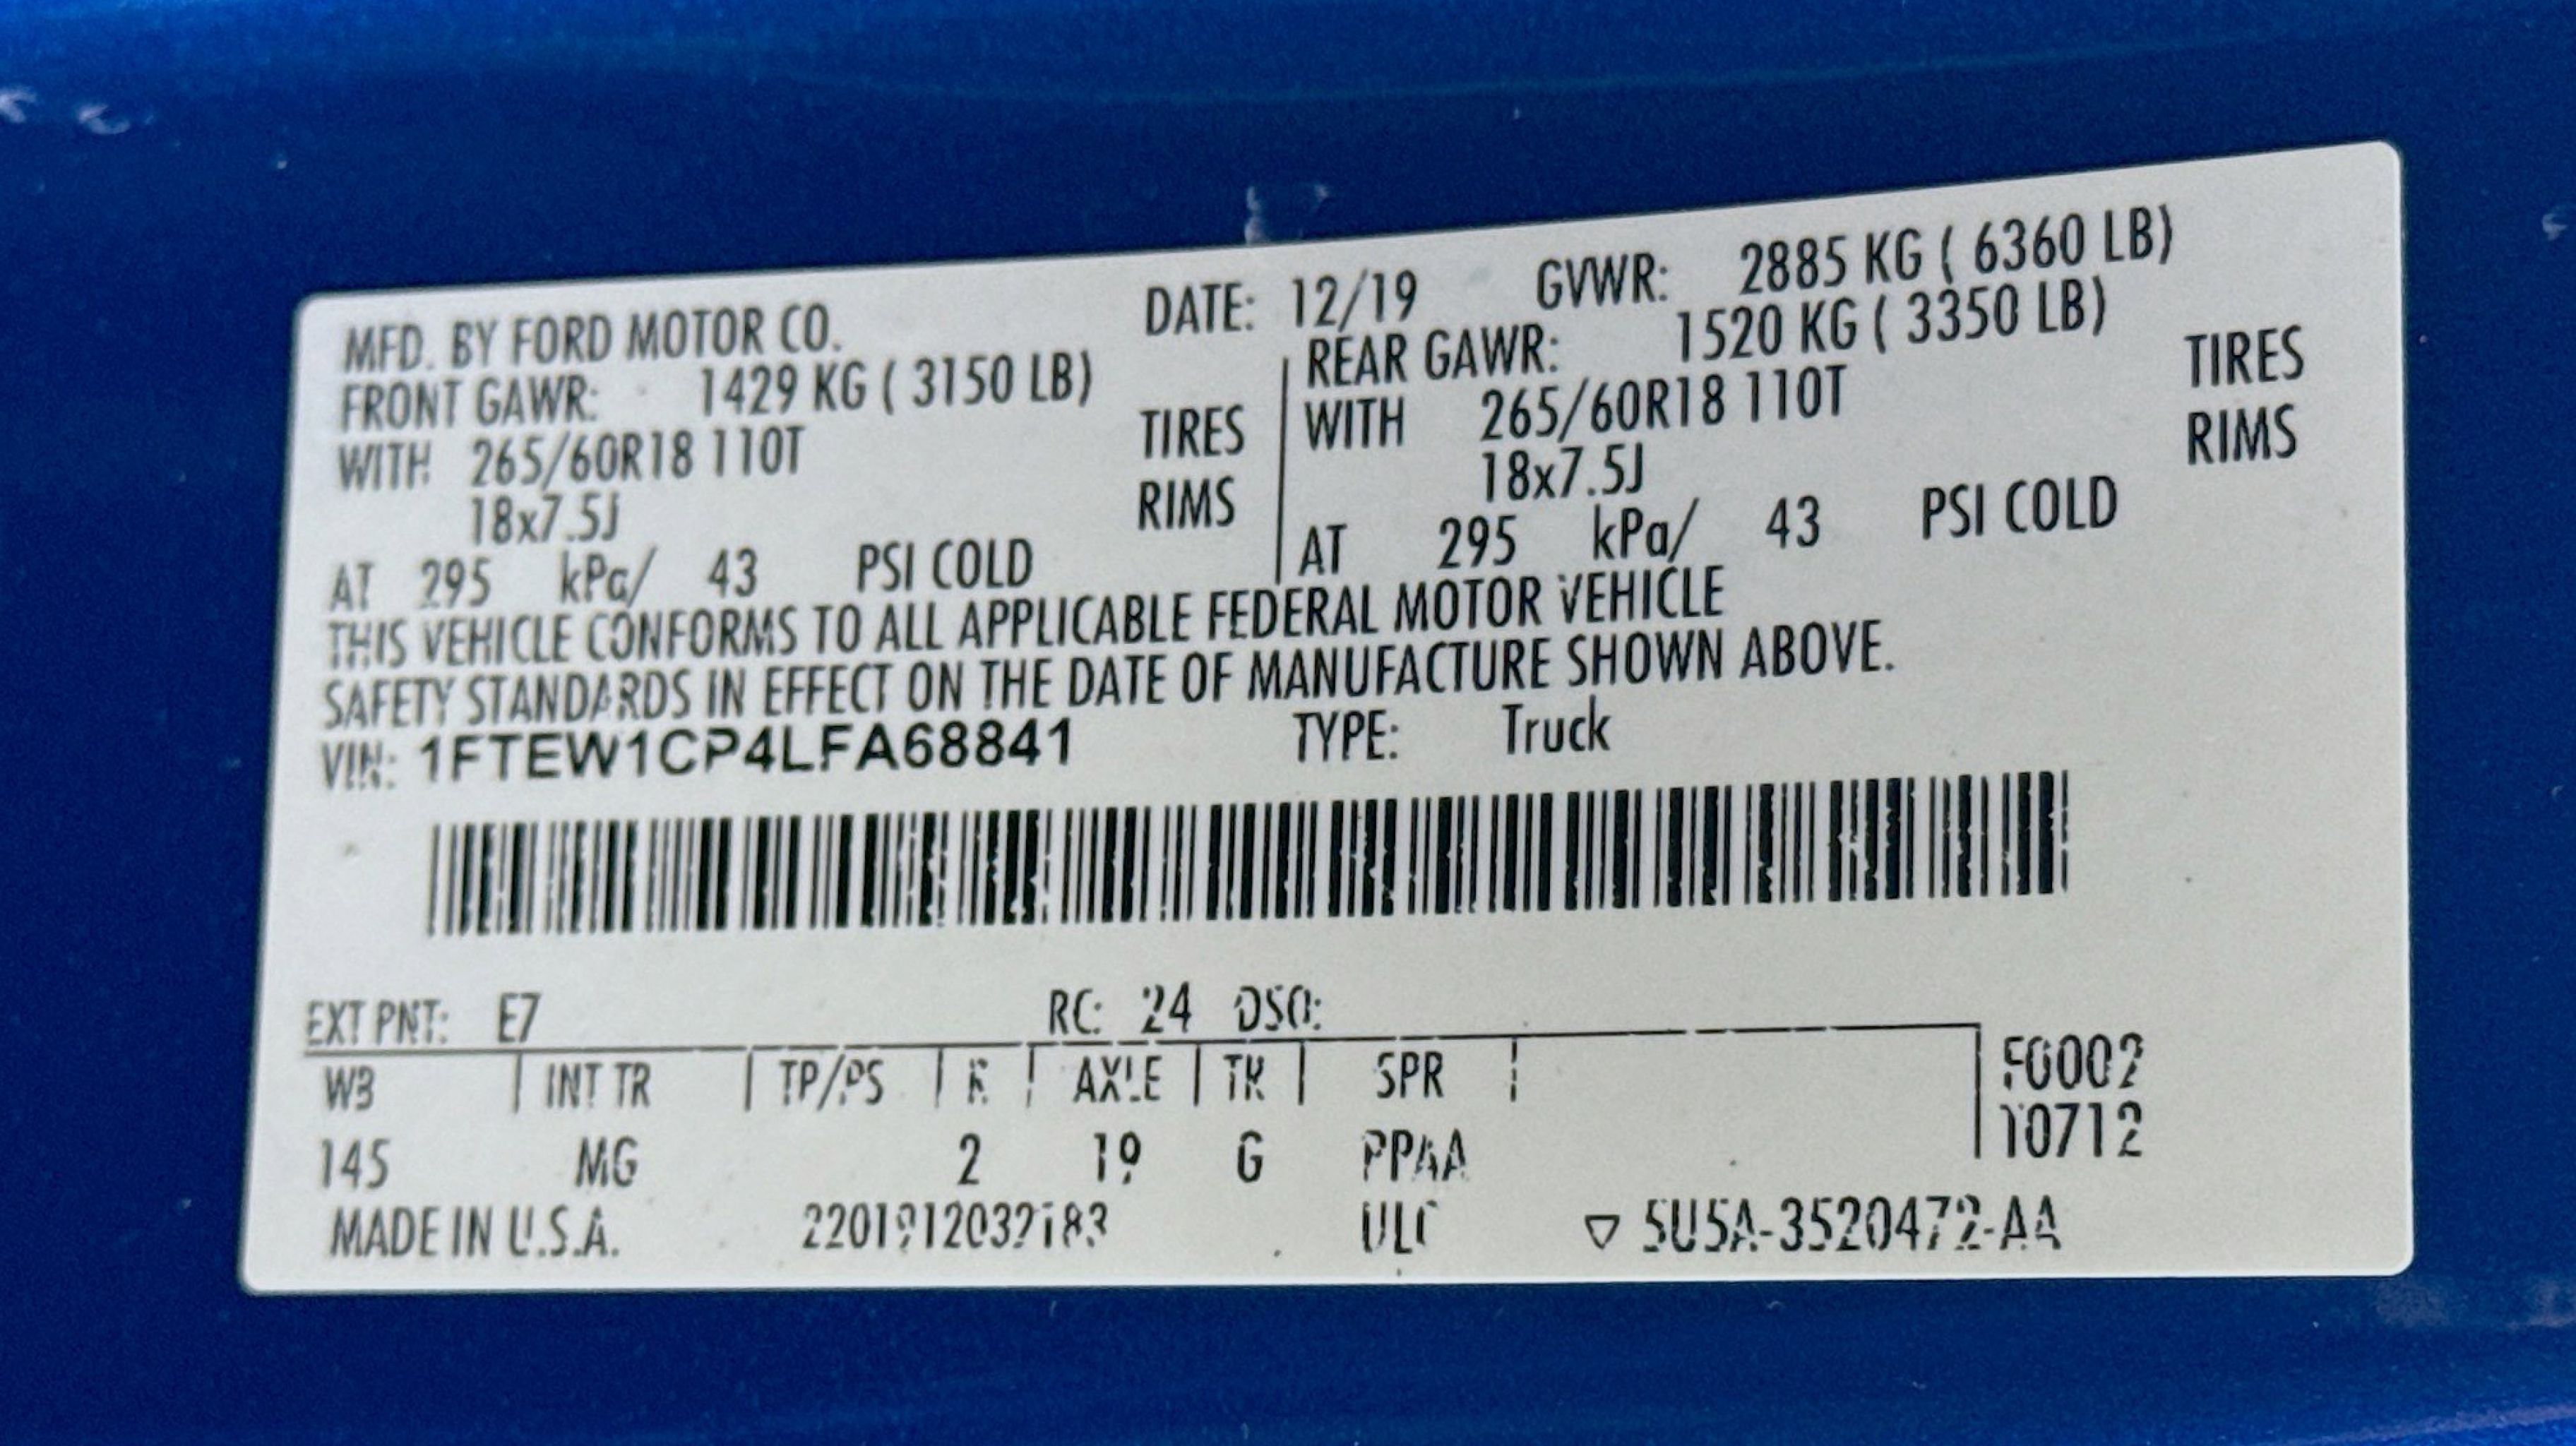 MFD. BY FORD MOTOR CO. DATE: 12/19 GVWR: 2885 KG ( 6360 LB)
FRONT GAWR: 1429 KG ( 3150 LB) REAR GAWR: 1520 KG ( 3350 LB)
WITH 265/60R18 110T TIRES WITH 265/60R18 110T TIRES
18x7.5J RIMS 18x7.5J RIMS
AT 295 kPa/ 43 PSI COLD AT 295 kPa/ 43 PSI COLD
THIS VEHICLE CONFORMS TO ALL APPLICABLE FEDERAL MOTOR VEHICLE
SAFETY STANDARDS IN EFFECT ON THE DATE OF MANUFACTURE SHOWN ABOVE.
VIN: 1FTEW1CP4LFA68841 TYPE: Truck
EXT PNT: E7 RC: 24 DSO:
WB INT TR TP/PS R AXLE TR SPR F0002
145 MG 2 19 G PPAA 10712
MADE IN U.S.A. ULC ▽ 5U5A-3520472-AA